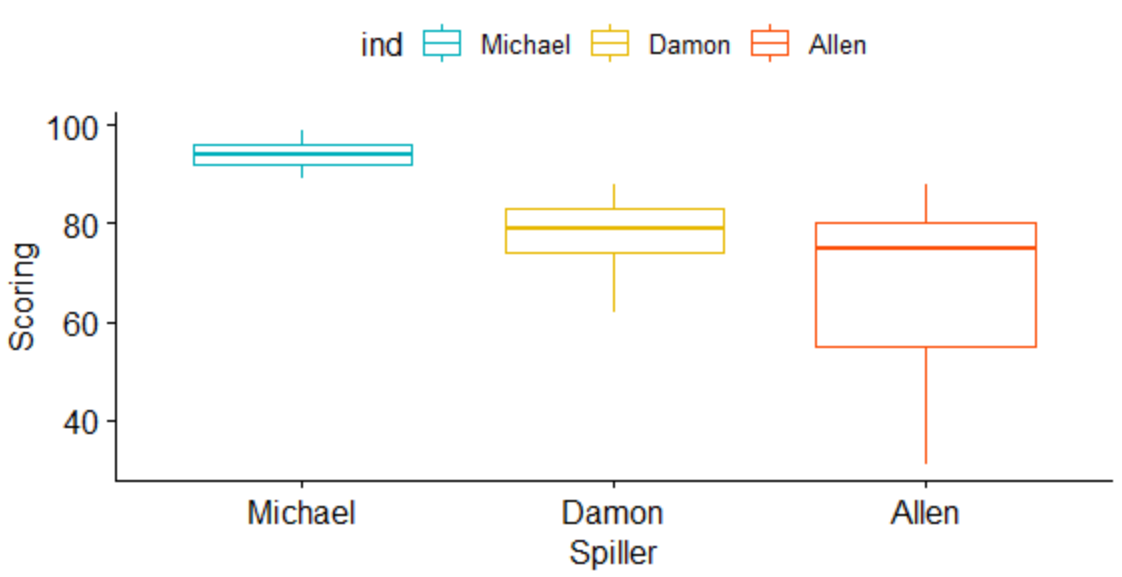 ind Michael Damon Allen
100
80
60
40
Scoring
Michael Damon Allen
Spiller